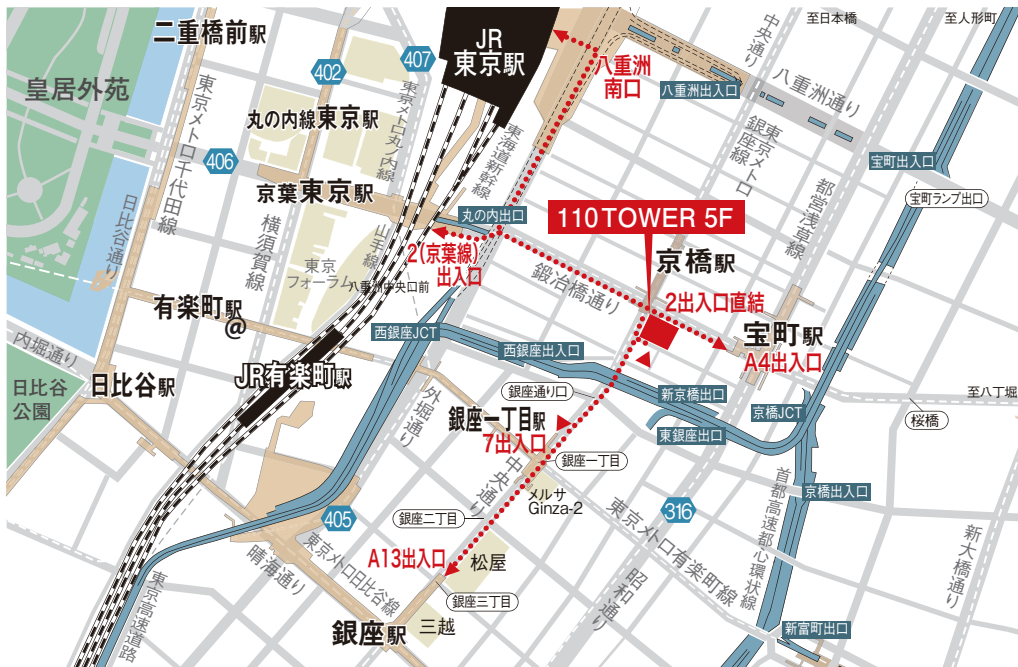 二重橋前駅
JR
東京駅
至日本橋
至人形町
中央通り
407
402
皇居外苑
八重洲
南口
八重洲出入口
八重洲通り
丸の内線東京駅
東京メトロ丸ノ内線
東海道新幹線
東京メトロ
銀座線
東京メトロ千代田線
406
宝町出入口
宝町ランプ出口
京葉東京駅
都営浅草線
日比谷通り
横須賀線
丸の内出口
110 TOWER 5F
山手線
2(京葉線)
出入口
京橋駅
東京
フォーラム
八重洲中央口前
鍛冶橋通り
2出入口直結
有楽町駅
@
西銀座JCT
宝町駅
A4出入口
内堀通り
西銀座出入口
JR有楽町駅
日比谷駅
日比谷
公園
外堀通り
銀座通り口
新京橋出口
至八丁堀
京橋JCT
桜橋
銀座一丁目駅
7出入口
東銀座出口
銀座一丁目
中央通り
メルサ
Ginza-2
京橋出入口
首都高速都心環状線
405
銀座二丁目
316
東京メトロ有楽町線
新大橋通り
晴海通り
東京メトロ日比谷線
A13出入口
松屋
東京高速道路
銀座三丁目
昭和通り
銀座駅
三越
新富町出口